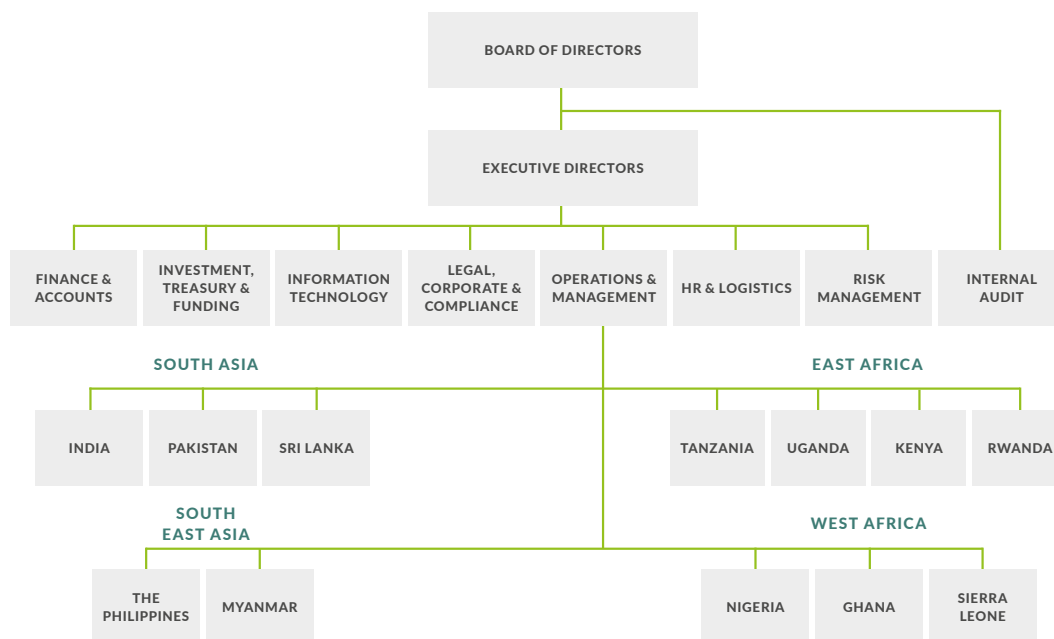 BOARD OF DIRECTORS
EXECUTIVE DIRECTORS
FINANCE &
ACCOUNTS
INVESTMENT,
TREASURY &
FUNDING
INFORMATION
TECHNOLOGY
LEGAL,
CORPORATE &
COMPLIANCE
OPERATIONS &
MANAGEMENT
HR & LOGISTICS
RISK
MANAGEMENT
INTERNAL
AUDIT
SOUTH ASIA
EAST AFRICA
INDIA
PAKISTAN
SRI LANKA
TANZANIA
UGANDA
KENYA
RWANDA
SOUTH
EAST ASIA
WEST AFRICA
THE
PHILIPPINES
MYANMAR
NIGERIA
GHANA
SIERRA
LEONE